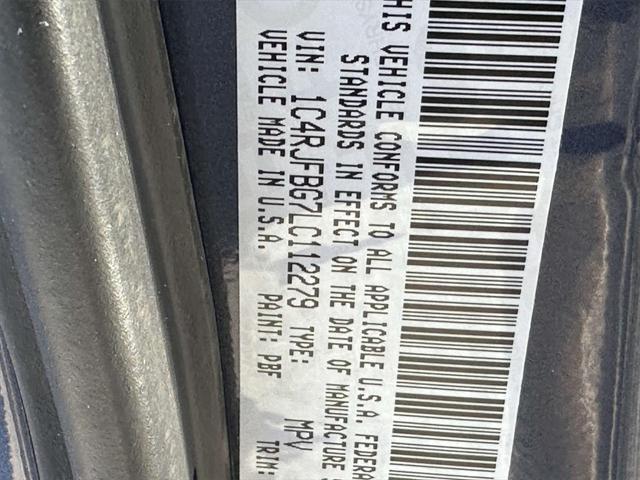 THIS VEHICLE CONFORMS TO ALL APPLICABLE U.S.A. FEDERA
STANDARDS IN EFFECT ON THE DATE OF MANUFACTURE
VIN: 1C4RJFBG7LC112279 TYPE: MPV
VEHICLE MADE IN U.S.A. PAINT: PBF TRIM: